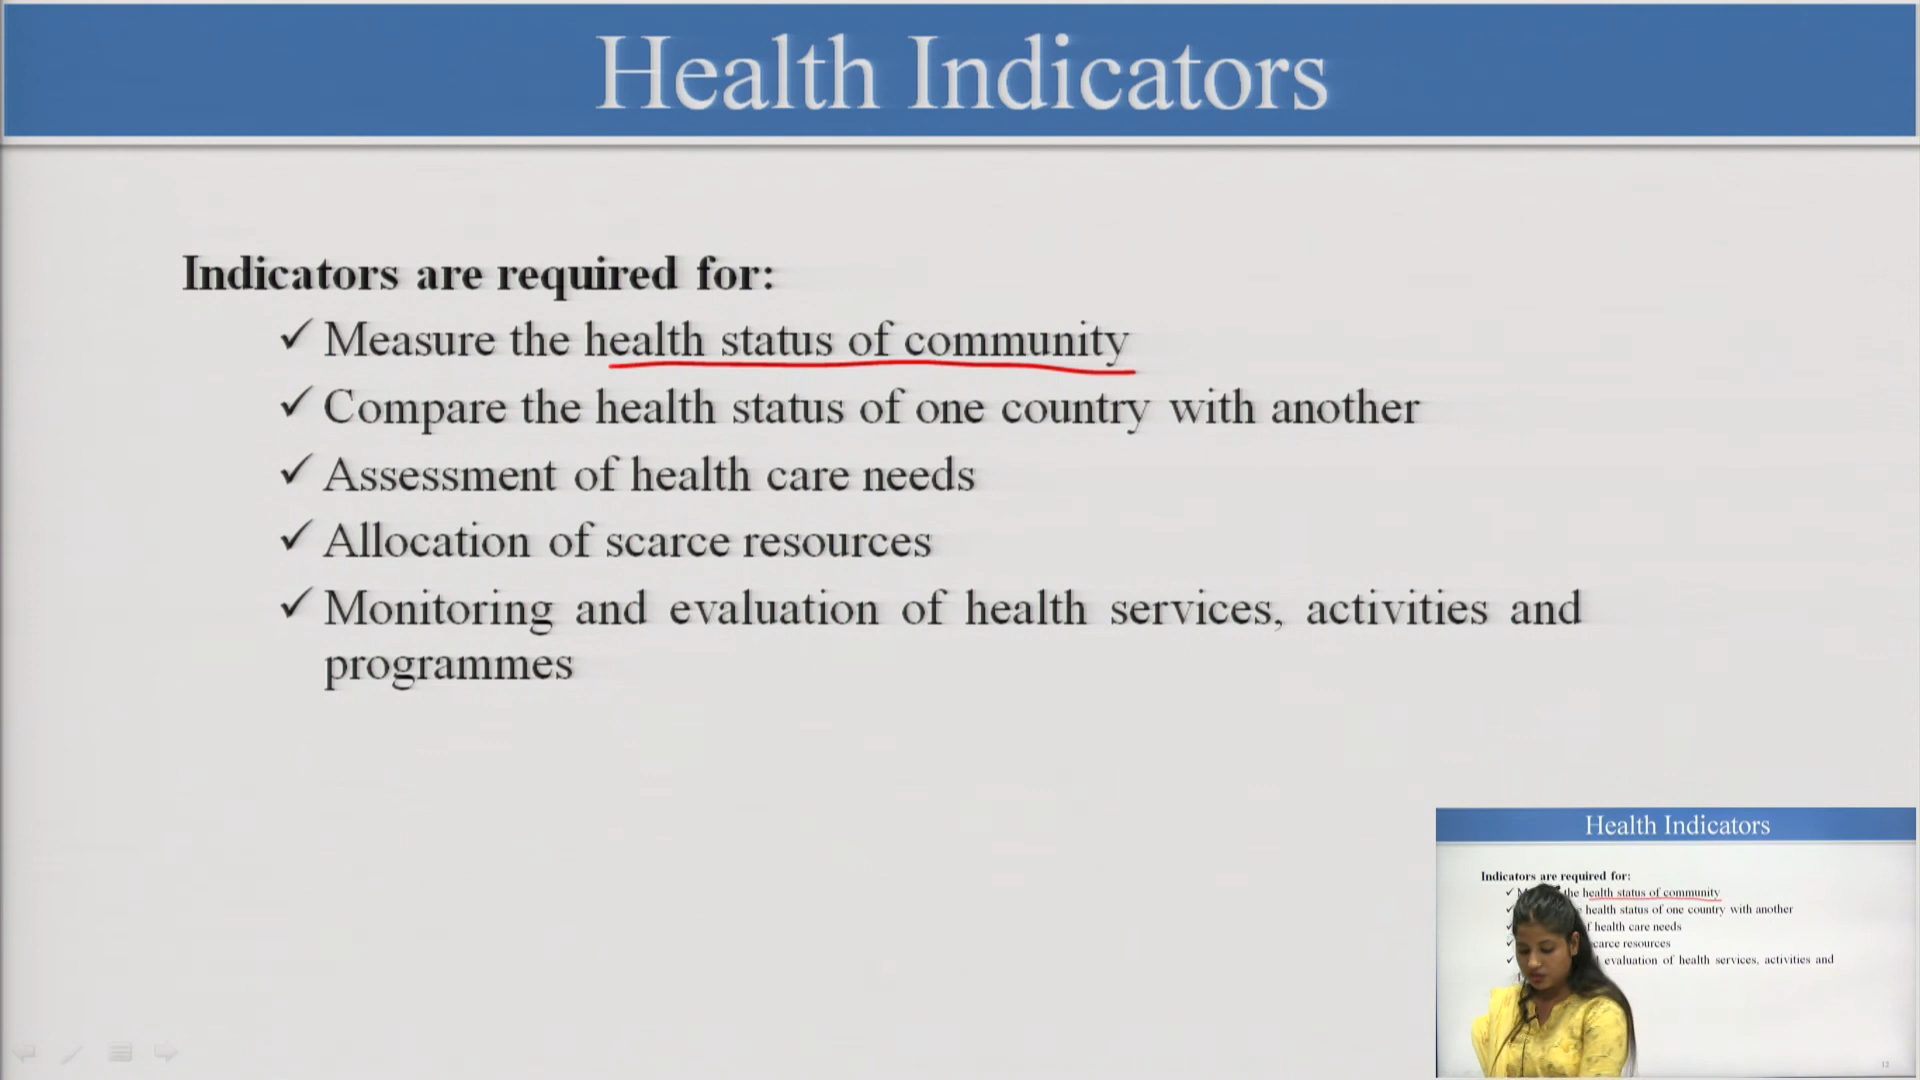 Health Indicators
Indicators are required for:
✓ Measure the health status of community
✓ Compare the health status of one country with another
✓ Assessment of health care needs
✓ Allocation of scarce resources
✓ Monitoring and evaluation of health services, activities and
programmes
Health Indicators
Indicators are required for:
the health status of community
health status of one country with another
f health care needs
carce resources
evaluation of health services, activities and
12